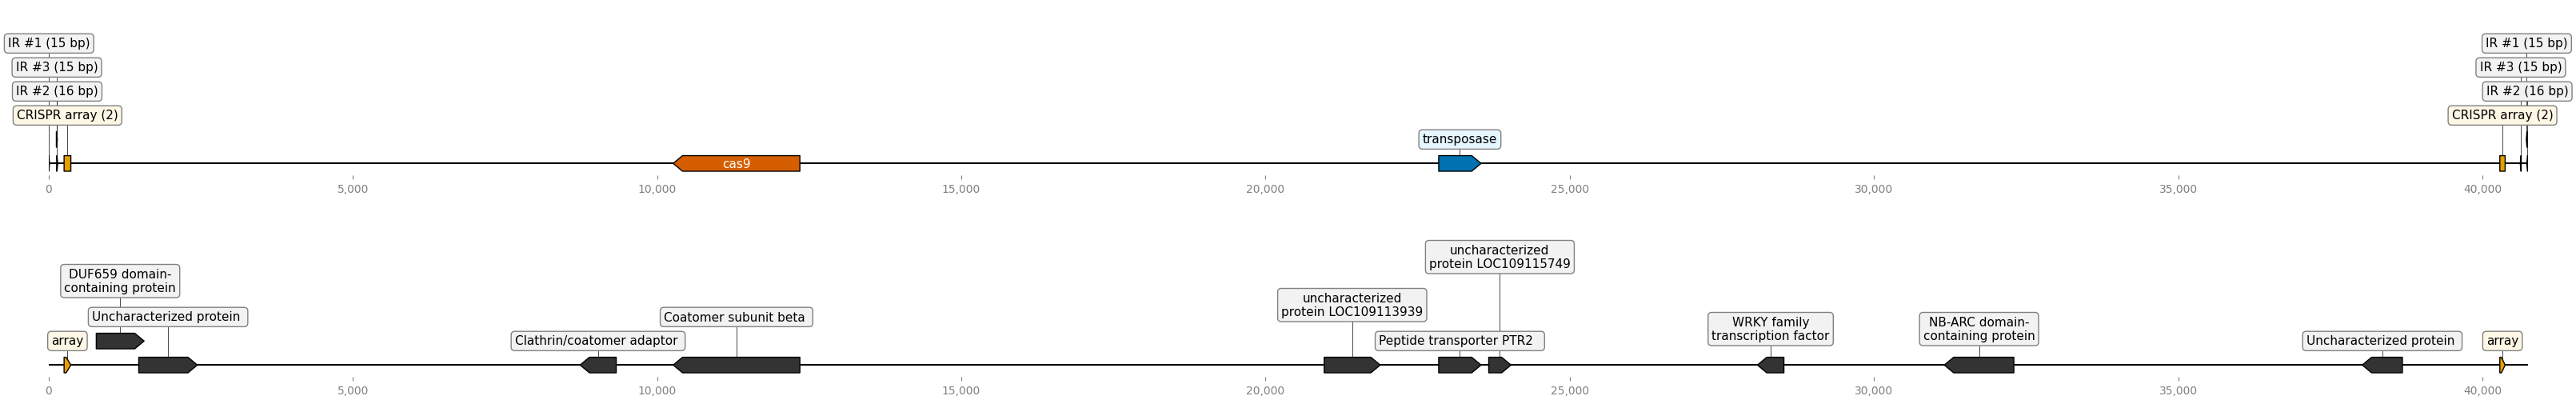 IR #1 (15 bp)
IR #1 (15 bp)
IR #3 (15 bp)
IR #3 (15 bp)
IR #2 (16 bp)
IR #2 (16 bp)
CRISPR array (2)
CRISPR array (2)
transposase
cas9
0
5,000
10,000
15,000
20,000
25,000
30,000
35,000
40,000
uncharacterized
protein LOC109115749
DUF659 domain-
containing protein
uncharacterized
protein LOC109113939
Uncharacterized protein
Coatomer subunit beta
WRKY family
transcription factor
NB-ARC domain-
containing protein
array
Clathrin/coatomer adaptor
Peptide transporter PTR2
Uncharacterized protein
array
0
5,000
10,000
15,000
20,000
25,000
30,000
35,000
40,000